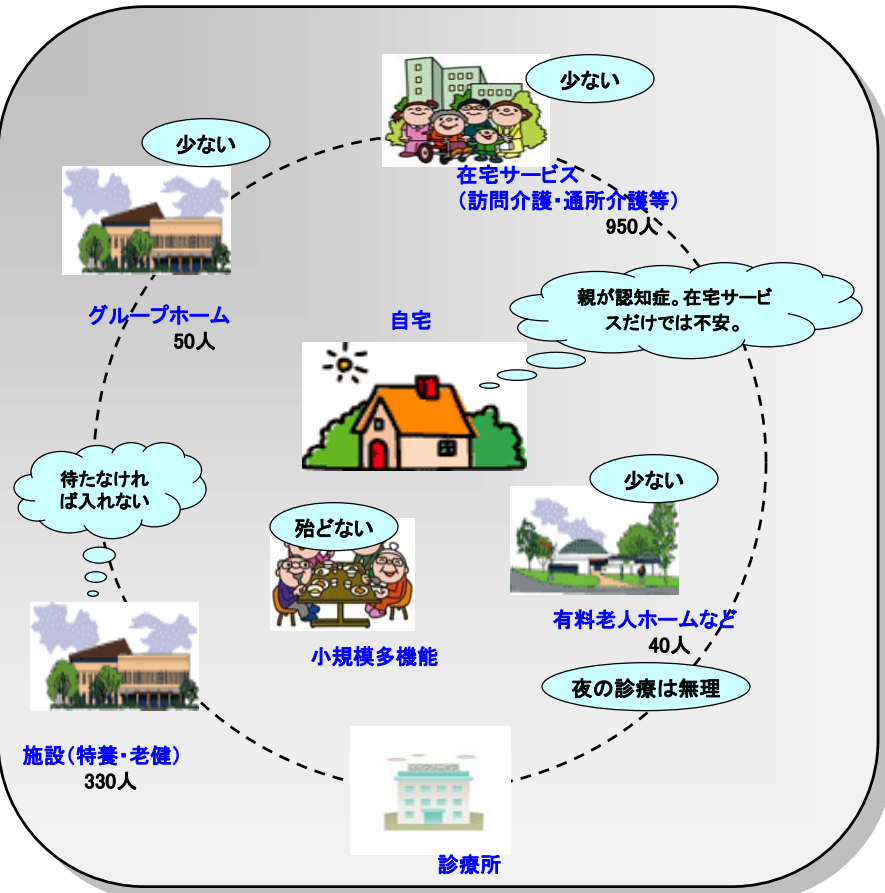 少ない
在宅サービス
（訪問介護・通所介護等）
950人
少ない
グループホーム
50人
親が認知症。在宅サービ
スだけでは不安。
自宅
待たなけれ
ば入れない
施設（特養・老健）
330人
殆どない
小規模多機能
少ない
有料老人ホームなど
40人
夜の診療は無理
診療所